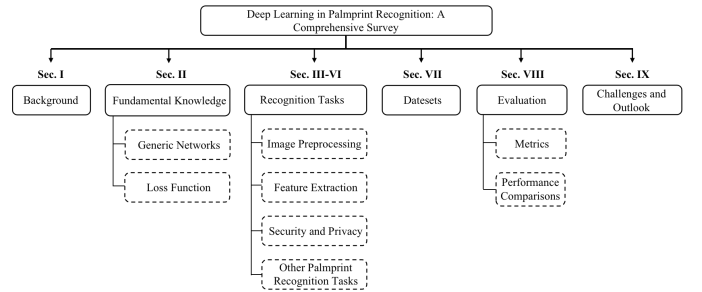 Deep Learning in Palmprint Recognition: A
Comprehensive Survey
Sec. I
Sec. II
Sec. III-VI
Sec. VII
Sec. VIII
Sec. IX
Background
Fundamental Knowledge
Recognition Tasks
Datesets
Evaluation
Challenges and
Outlook
Generic Networks
Loss Function
Image Preprocessing
Feature Extraction
Security and Privacy
Other Palmprint
Recognition Tasks
Metrics
Performance
Comparisons